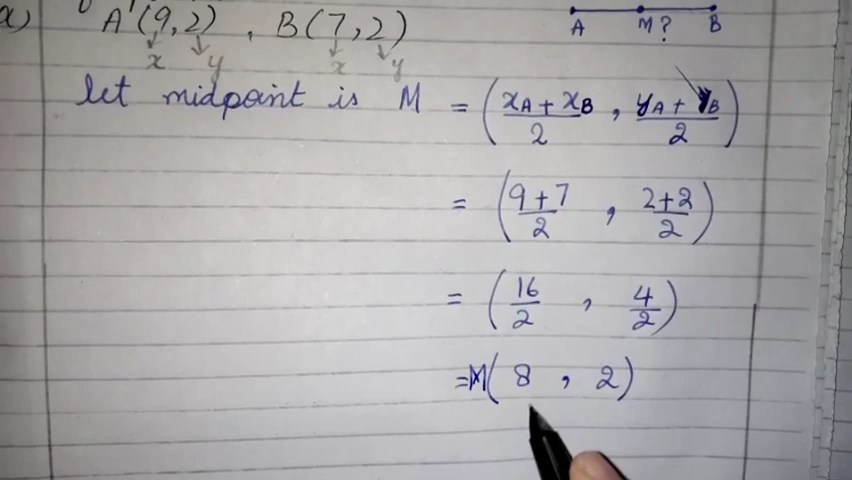 a) A(9,2) , B(7,2)
x y x y
A M? B
let midpoint is M = (xA + xB / 2 , yA + yB / 2)
= (9+7 / 2 , 2+2 / 2)
= (16/2 , 4/2)
= M(8 , 2)